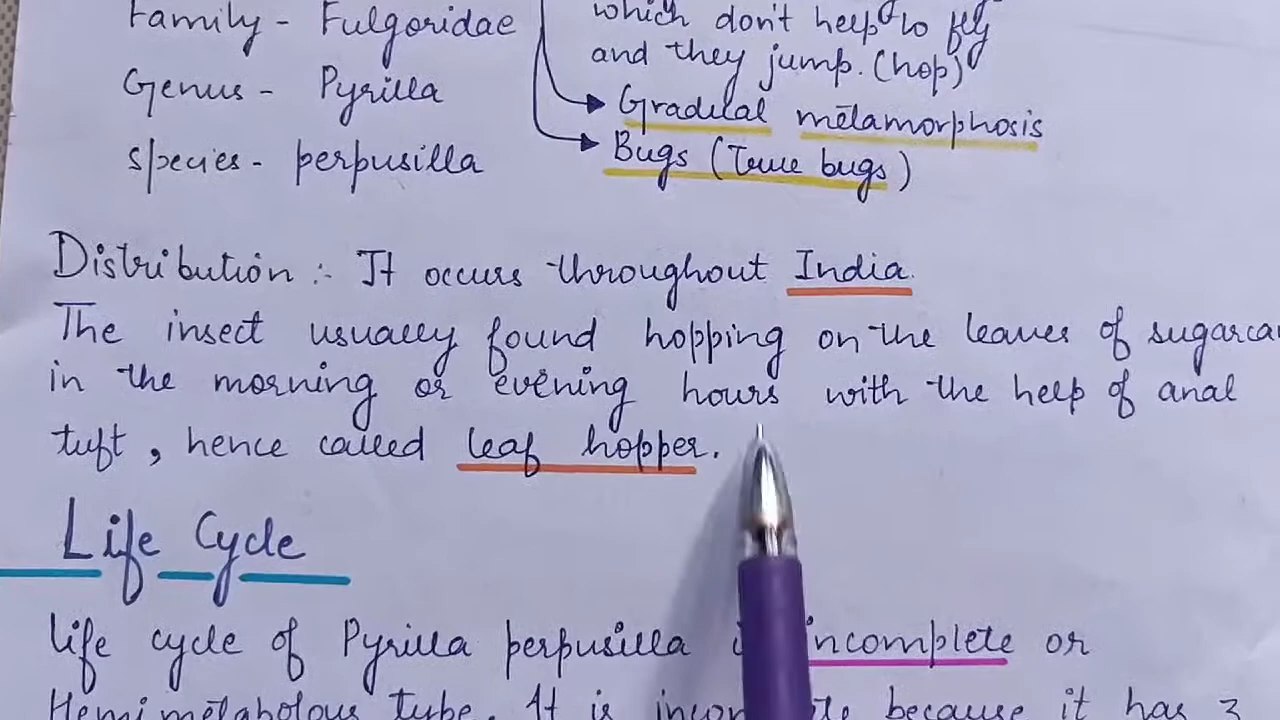 Family - Fulgoridae
which don't help to fly
and they jump. (hop)
Genus - Pyrilla
Gradual metamorphosis
Bugs (True bugs)
Species - perpusilla
Distribution :- It occurs throughout India.
The insect usually found hopping on the leaves of sugarca
in the morning or evening hours with the help of anal
tuft, hence called leaf hopper.
Life Cycle
Life cycle of Pyrilla perpusilla incomplete or
Hemimetabolous type. It is because it has 3